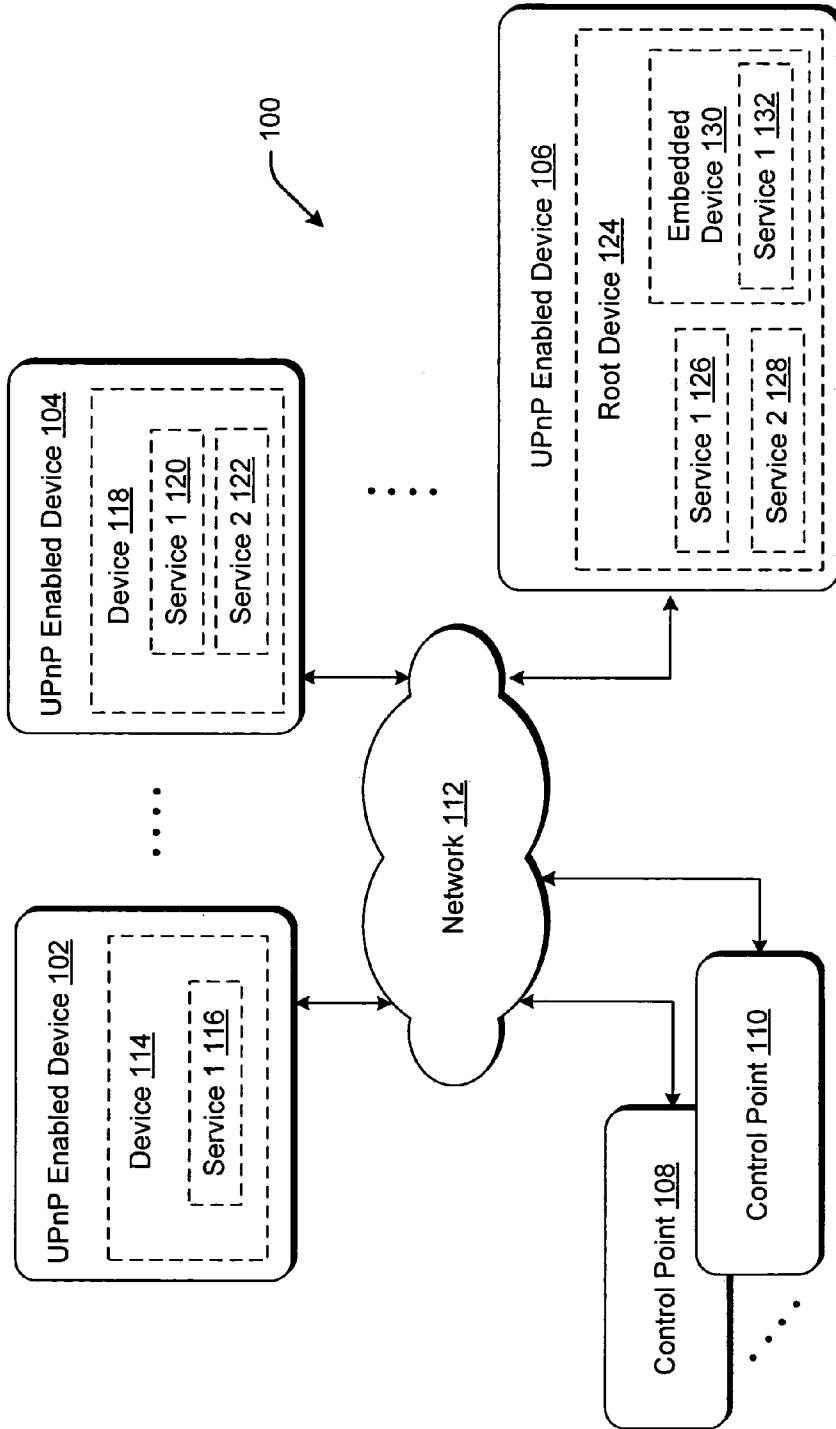 100
UPnP Enabled Device 102
Device 114
Service 1 116
UPnP Enabled Device 104
Device 118
Service 1 120
Service 2 122
Network 112
Control Point 108
Control Point 110
UPnP Enabled Device 106
Root Device 124
Service 1 126
Service 2 128
Embedded
Device 130
Service 1 132